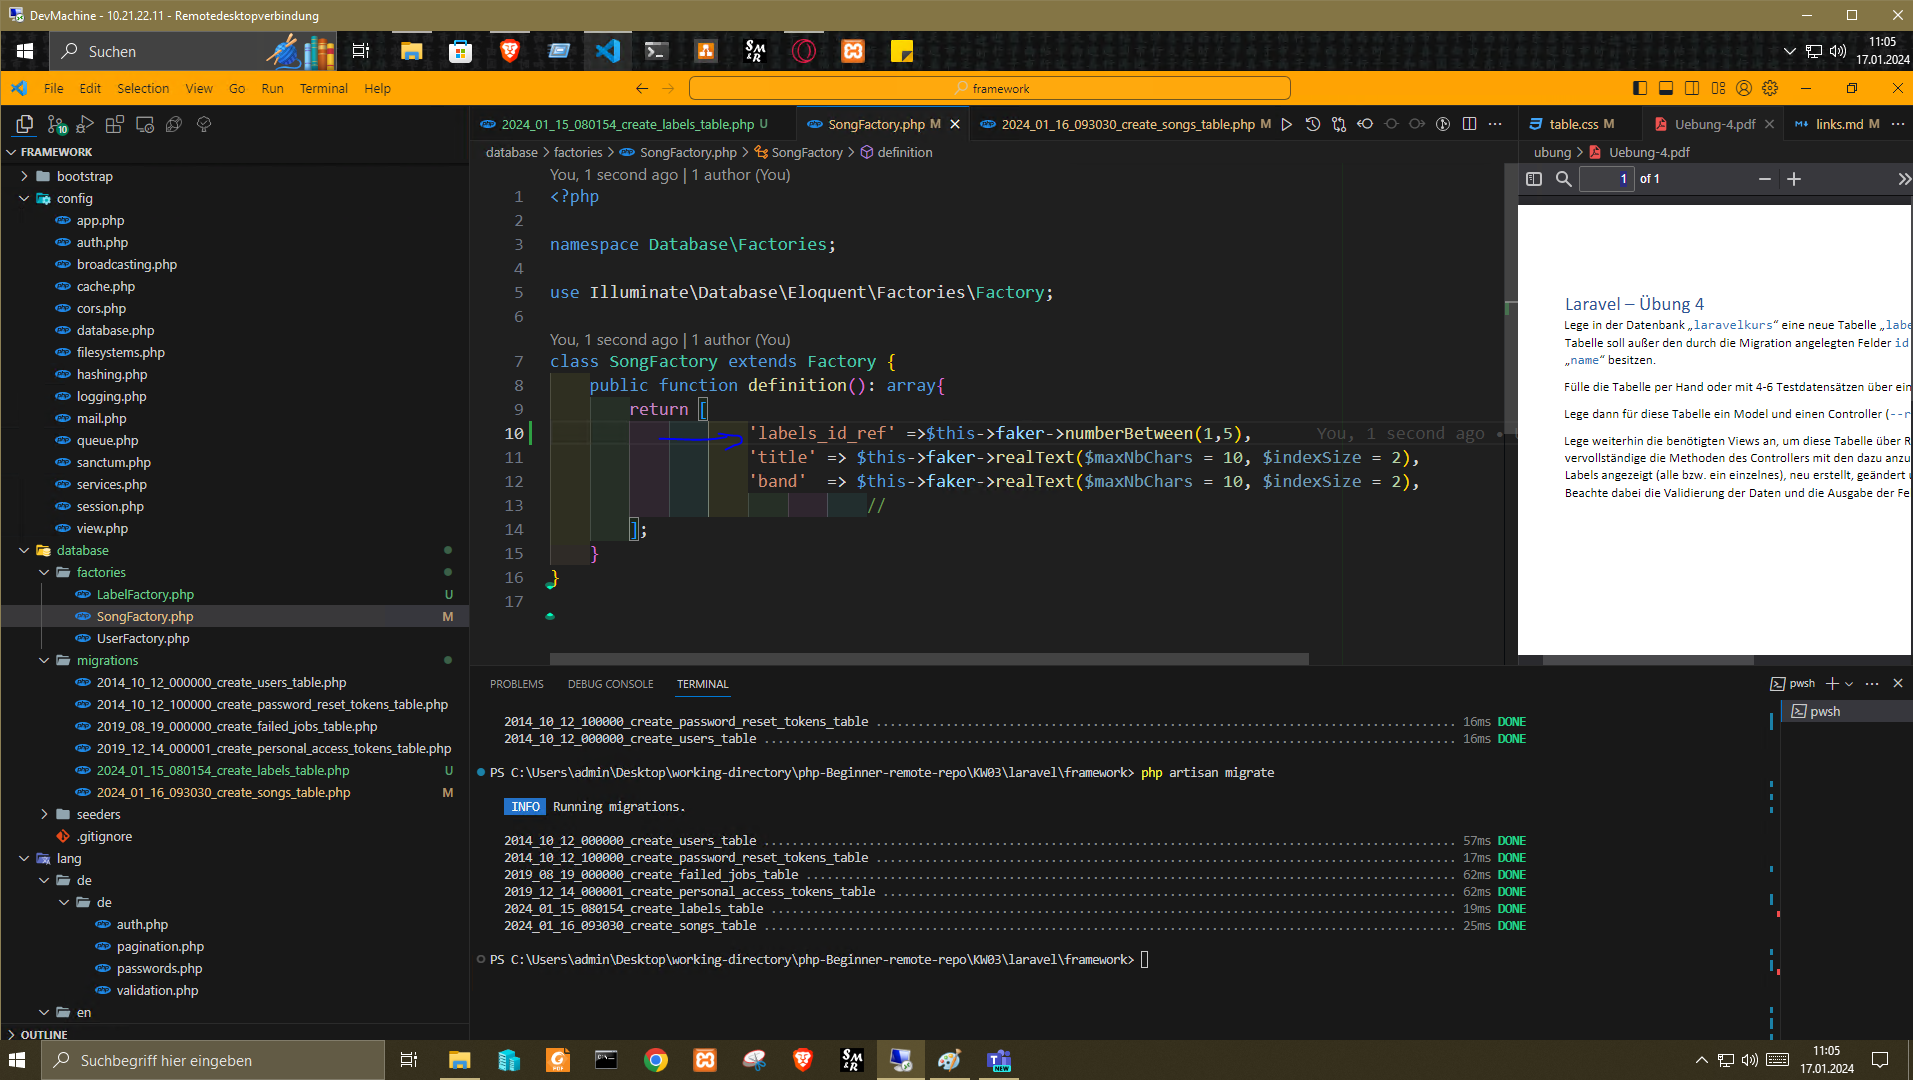 DevMachine - 10.21.22.11 - Remotedesktopverbindung
Suchen
11:05
17.01.2024
File Edit Selection View Go Run Terminal Help
framework
10
2024_01_15_080154_create_labels_table.php U
SongFactory.php M
2024_01_16_093030_create_songs_table.php M
table.css M
Uebung-4.pdf
links.md M
FRAMEWORK
bootstrap
config
app.php
auth.php
broadcasting.php
cache.php
cors.php
database.php
filesystems.php
hashing.php
logging.php
mail.php
queue.php
sanctum.php
services.php
session.php
view.php
database
factories
LabelFactory.php U
SongFactory.php M
UserFactory.php
migrations
2014_10_12_000000_create_users_table.php
2014_10_12_100000_create_password_reset_tokens_table.php
2019_08_19_000000_create_failed_jobs_table.php
2019_12_14_000001_create_personal_access_tokens_table.php
2024_01_15_080154_create_labels_table.php U
2024_01_16_093030_create_songs_table.php M
seeders
.gitignore
lang
de
de
auth.php
pagination.php
passwords.php
validation.php
en
OUTLINE
database > factories > SongFactory.php > SongFactory > definition
You, 1 second ago | 1 author (You)
1 <?php
2
3 namespace Database\Factories;
4
5 use Illuminate\Database\Eloquent\Factories\Factory;
6
You, 1 second ago | 1 author (You)
7 class SongFactory extends Factory {
8 public function definition(): array{
9 return [
10 'labels_id_ref' =>$this->faker->numberBetween(1,5), You, 1 second ago •
11 'title' => $this->faker->realText($maxNbChars = 10, $indexSize = 2),
12 'band' => $this->faker->realText($maxNbChars = 10, $indexSize = 2),
13 //
14 ];
15 }
16 }
17
ubung > Uebung-4.pdf
1 of 1
Laravel – Übung 4
Lege in der Datenbank „laravelkurs“ eine neue Tabelle „labe
Tabelle soll außer den durch die Migration angelegten Felder id
„name“ besitzen.
Fülle die Tabelle per Hand oder mit 4-6 Testdatensätzen über ein
Lege dann für diese Tabelle ein Model und einen Controller (--r
Lege weiterhin die benötigten Views an, um diese Tabelle über R
vervollständige die Methoden des Controllers mit den dazu anzu
Labels angezeigt (alle bzw. ein einzelnes), neu erstellt, geändert
Beachte dabei die Validierung der Daten und die Ausgabe der Fe
PROBLEMS DEBUG CONSOLE TERMINAL
pwsh
pwsh
2014_10_12_100000_create_password_reset_tokens_table 16ms DONE
2014_10_12_000000_create_users_table 16ms DONE
PS C:\Users\admin\Desktop\working-directory\php-Beginner-remote-repo\KW03\laravel\framework> php artisan migrate
INFO Running migrations.
2014_10_12_000000_create_users_table 57ms DONE
2014_10_12_100000_create_password_reset_tokens_table 17ms DONE
2019_08_19_000000_create_failed_jobs_table 62ms DONE
2019_12_14_000001_create_personal_access_tokens_table 62ms DONE
2024_01_15_080154_create_labels_table 19ms DONE
2024_01_16_093030_create_songs_table 25ms DONE
PS C:\Users\admin\Desktop\working-directory\php-Beginner-remote-repo\KW03\laravel\framework>
Suchbegriff hier eingeben
11:05
17.01.2024